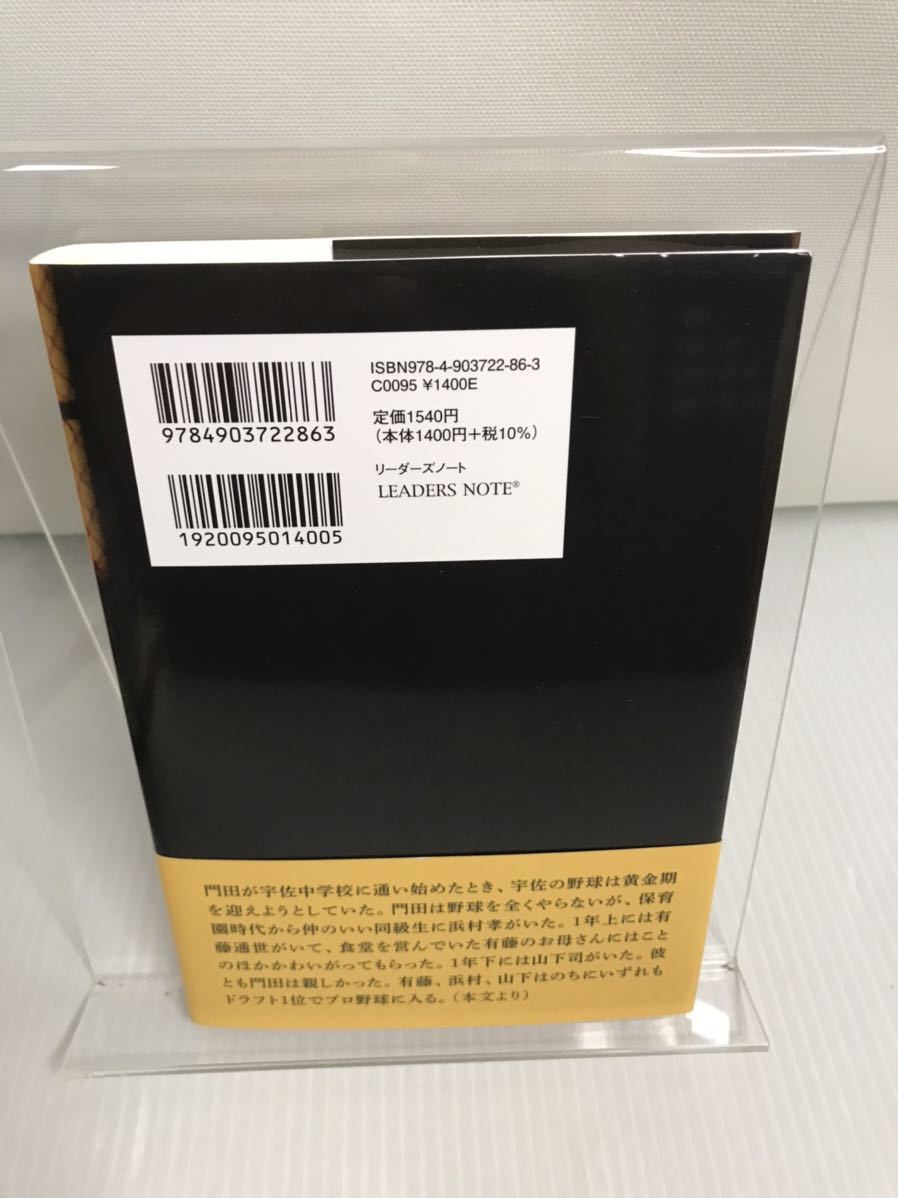 ISBN978-4-903722-86-3
C0095 ¥1400E
定価1540円
（本体1400円＋税10%）
リーダーズノート
LEADERS NOTE®
9784903722863
1920095014005
門田が宇佐中学校に通い始めたとき、宇佐の野球は黄金期
を迎えようとしていた。門田は野球を全くやらないが、保育
園時代から仲のいい同級生に浜村孝がいた。1年上には有
藤通世がいて、食堂を営んでいた有藤のお母さんにはこと
のほかかわいがってもらった。1年下には山下司がいた。彼
とも門田は親しかった。有藤、浜村、山下はのちにいずれも
ドラフト1位でプロ野球に入る。（本文より）